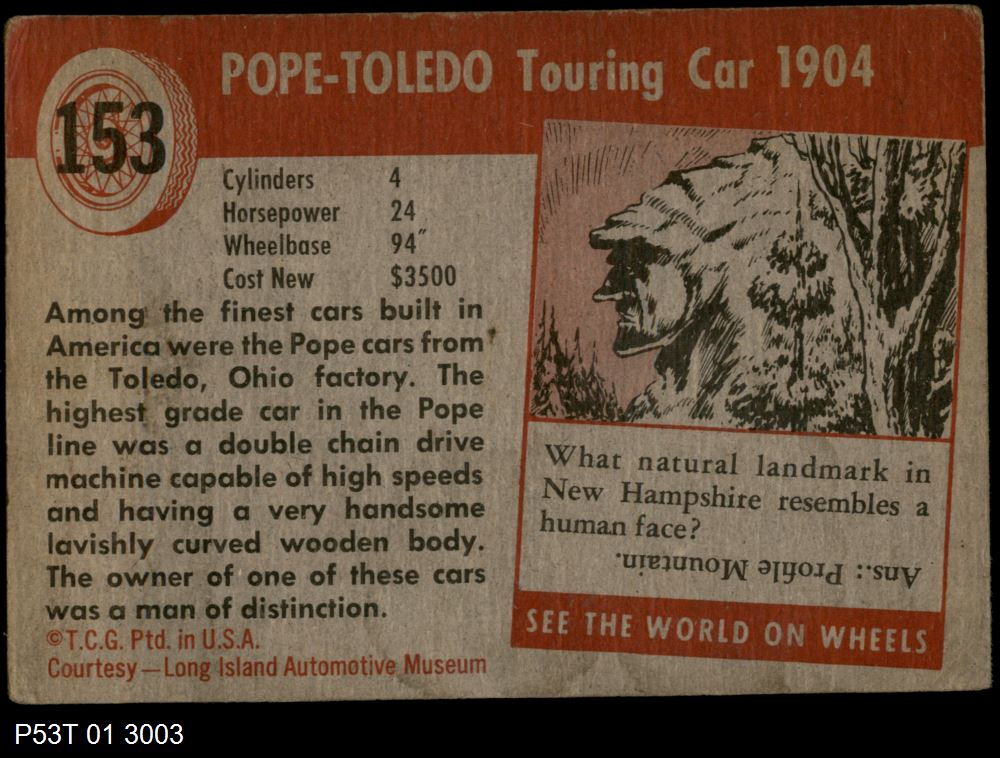 153
POPE-TOLEDO Touring Car 1904
Cylinders 4
Horsepower 24
Wheelbase 94"
Cost New $3500
Among the finest cars built in
America were the Pope cars from
the Toledo, Ohio factory. The
highest grade car in the Pope
line was a double chain drive
machine capable of high speeds
and having a very handsome
lavishly curved wooden body.
The owner of one of these cars
was a man of distinction.
©T.C.G. Ptd. in U.S.A.
Courtesy—Long Island Automotive Museum
What natural landmark in
New Hampshire resembles a
human face?
Ans.: Profile Mountain.
SEE THE WORLD ON WHEELS
P53T 01 3003